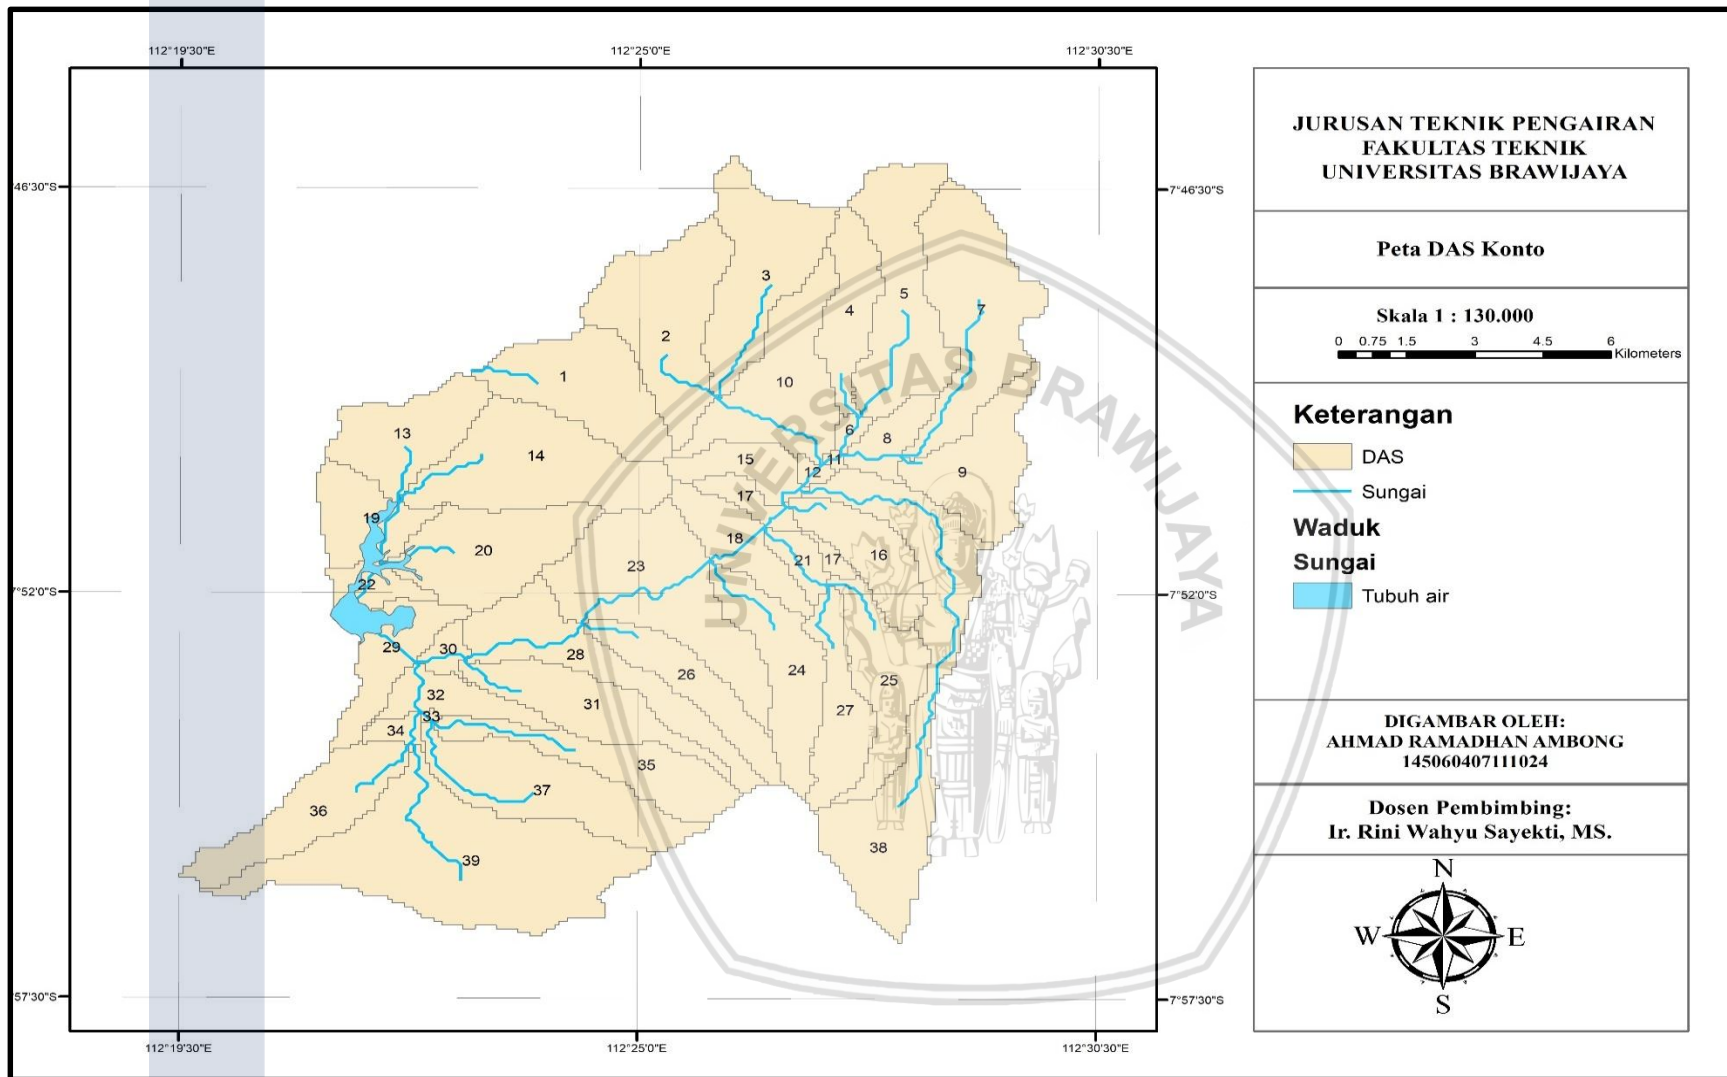 112°19'30"E
112°25'0"E
112°30'30"E
'46'30"S
7°46'30"S
3
5
4
7
2
1
10
13
6
8
14
15
11
12
9
17
19
18
20
21
17
16
23
22
'52'0"S
7°52'0"S
29
30
28
26
24
25
32
31
27
33
34
35
37
36
38
39
'57'30"S
7°57'30"S
112°19'30"E
112°25'0"E
112°30'30"E
UNIVERSITAS BRAWIJAYA
JURUSAN TEKNIK PENGAIRAN
FAKULTAS TEKNIK
UNIVERSITAS BRAWIJAYA
Peta DAS Konto
Skala 1 : 130.000
0 0.75 1.5 3 4.5 6
Kilometers
Keterangan
DAS
Sungai
Waduk
Sungai
Tubuh air
DIGAMBAR OLEH:
AHMAD RAMADHAN AMBONG
145060407111024
Dosen Pembimbing:
Ir. Rini Wahyu Sayekti, MS.
N
W E
S